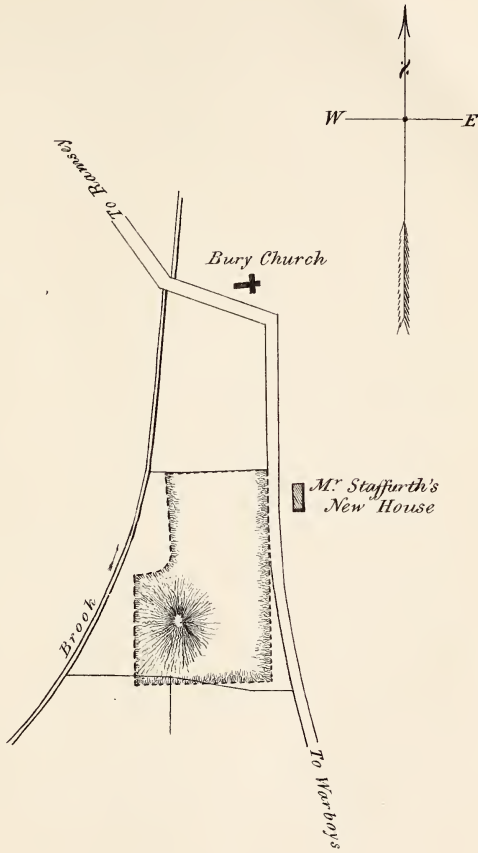 N
W
E
To Ramsey
Bury Church
Mr Staffurth's
New House
Brook
To Warboys